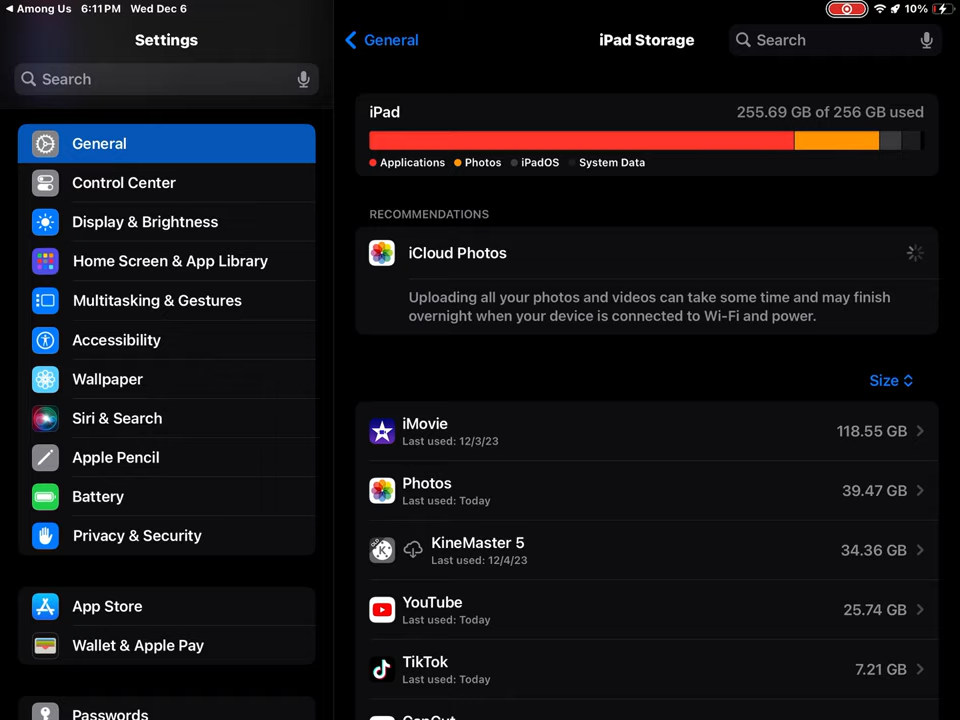 ◀ Among Us 6:11PM Wed Dec 6
10%
Settings
Search
General
Control Center
Display & Brightness
Home Screen & App Library
Multitasking & Gestures
Accessibility
Wallpaper
Siri & Search
Apple Pencil
Battery
Privacy & Security
App Store
Wallet & Apple Pay
Passwords
General
iPad Storage
Search
iPad
255.69 GB of 256 GB used
Applications Photos iPadOS System Data
RECOMMENDATIONS
iCloud Photos
Uploading all your photos and videos can take some time and may finish
overnight when your device is connected to Wi-Fi and power.
Size
iMovie
Last used: 12/3/23
118.55 GB
Photos
Last used: Today
39.47 GB
KineMaster 5
Last used: 12/4/23
34.36 GB
YouTube
Last used: Today
25.74 GB
TikTok
Last used: Today
7.21 GB